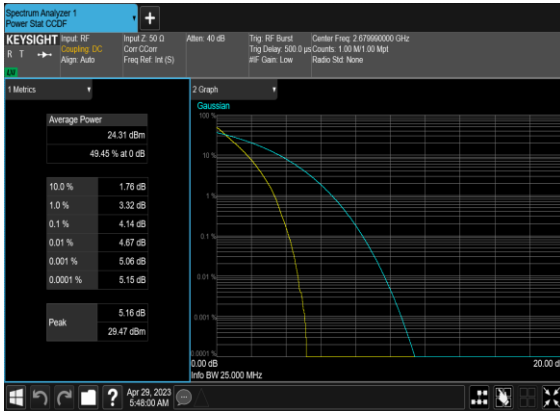 Spectrum Analyzer 1
Power Stat CCDF
+
KEYSIGHT
R T
LXI
Input: RF
Coupling: DC
Align: Auto
Input Z: 50 Ω
Corr CCorr
Freq Ref: Int (S)
Atten: 40 dB
Trig: RF Burst
Trig Delay: 500.0 µs
#IF Gain: Low
Center Freq: 2.679990000 GHz
Counts: 1.00 M/1.00 Mpt
Radio Std: None
1 Metrics
Average Power
24.31 dBm
49.45 % at 0 dB
10.0 % 1.76 dB
1.0 % 3.32 dB
0.1 % 4.14 dB
0.01 % 4.67 dB
0.001 % 5.06 dB
0.0001 % 5.15 dB
Peak
5.16 dB
29.47 dBm
2 Graph
Gaussian
100 %
10 %
1 %
0.1 %
0.01 %
0.001 %
0.0001 %
0.00 dB
20.00 d
Info BW 25.000 MHz
?
Apr 29, 2023
5:48:00 AM